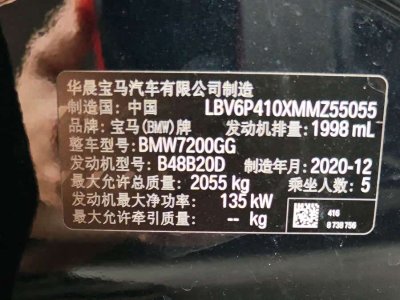 华晨宝马汽车有限公司制造
制造国：中国 LBV6P410XMMZ55055
品牌：宝马(BMW)牌 发动机排量：1998 mL
整车型号：BMW7200GG
发动机型号：B48B20D 制造年月：2020-12
最大允许总质量：2055 kg 乘坐人数：5
发动机最大净功率：135 kW
最大允许牵引质量：-- kg
416
8 738 756